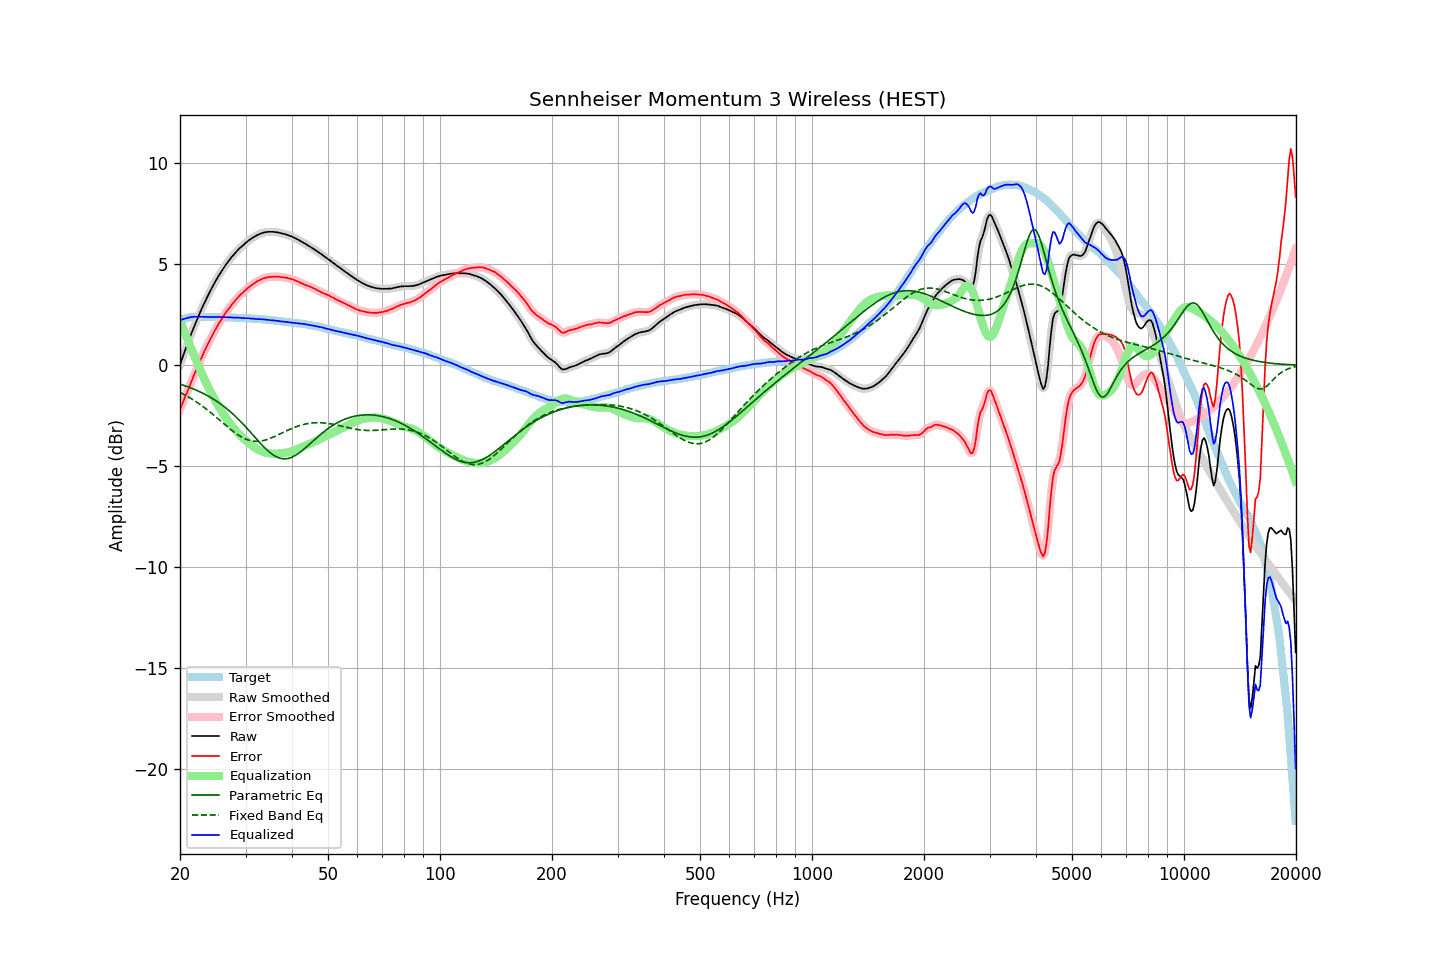 Sennheiser Momentum 3 Wireless (HEST)
10
5
0
−5
−10
−15
−20
Amplitude (dBr)
Target
Raw Smoothed
Error Smoothed
Raw
Error
Equalization
Parametric Eq
Fixed Band Eq
Equalized
20 50 100 200 500 1000 2000 5000 10000 20000
Frequency (Hz)